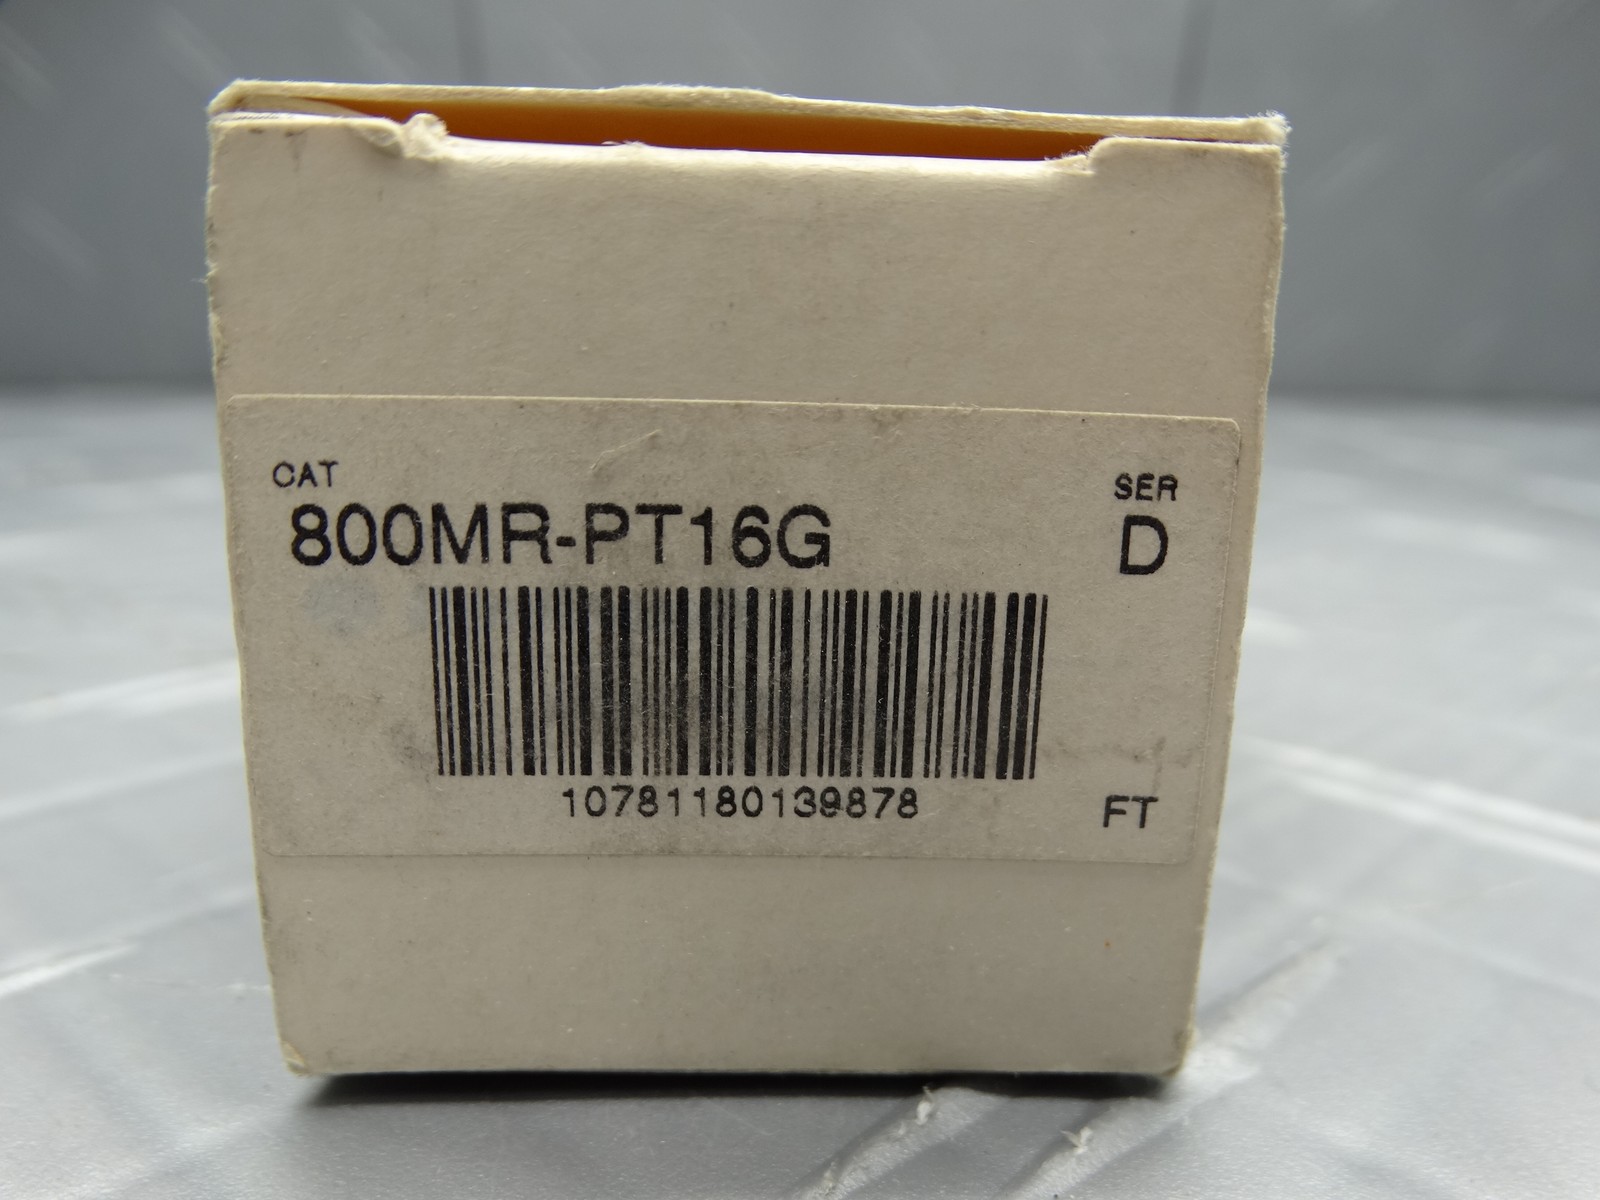 CAT
SER
800MR-PT16G
D
10781180139878
FT